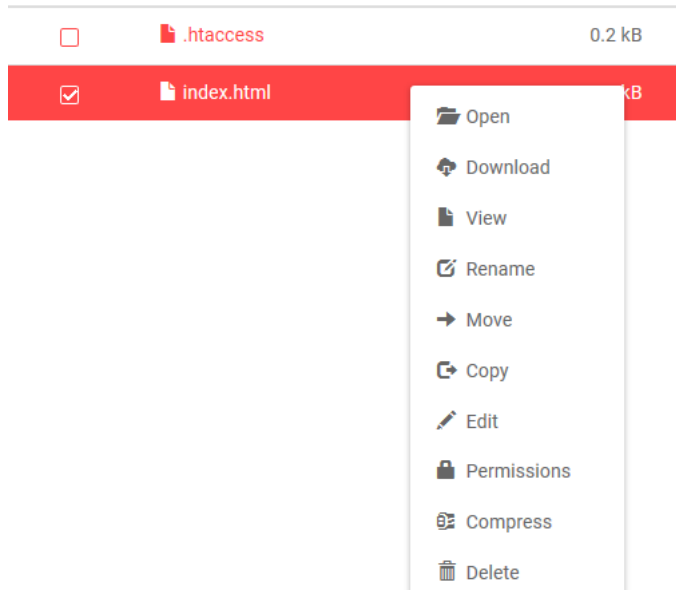 .htaccess 0.2 kB
index.html kB
Open
Download
View
Rename
Move
Copy
Edit
Permissions
Compress
Delete